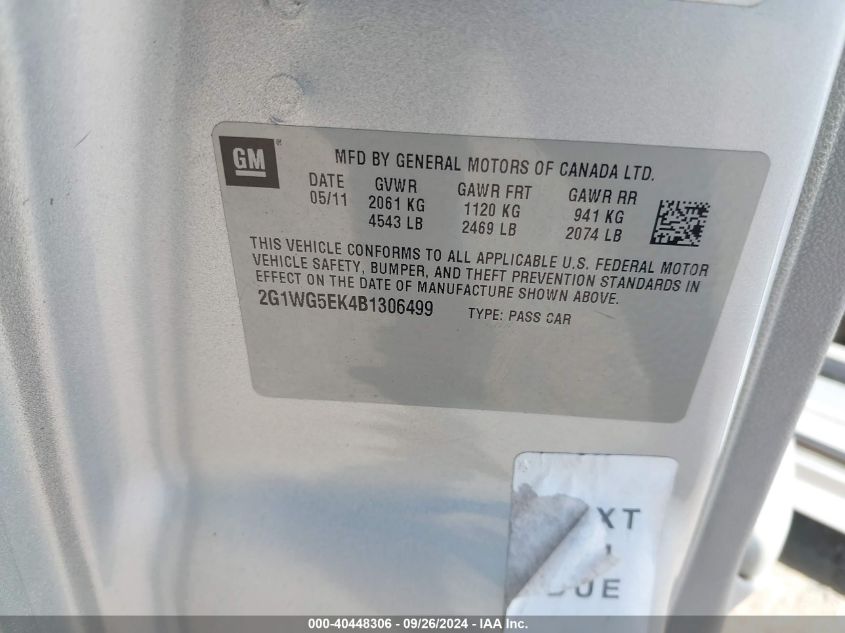 GM
MFD BY GENERAL MOTORS OF CANADA LTD.
DATE GVWR GAWR FRT GAWR RR
05/11 2061 KG 1120 KG 941 KG
4543 LB 2469 LB 2074 LB
THIS VEHICLE CONFORMS TO ALL APPLICABLE U.S. FEDERAL MOTOR
VEHICLE SAFETY, BUMPER, AND THEFT PREVENTION STANDARDS IN
EFFECT ON THE DATE OF MANUFACTURE SHOWN ABOVE.
2G1WG5EK4B1306499 TYPE: PASS CAR
XT
DUE
000-40448306 - 09/26/2024 - IAA Inc.